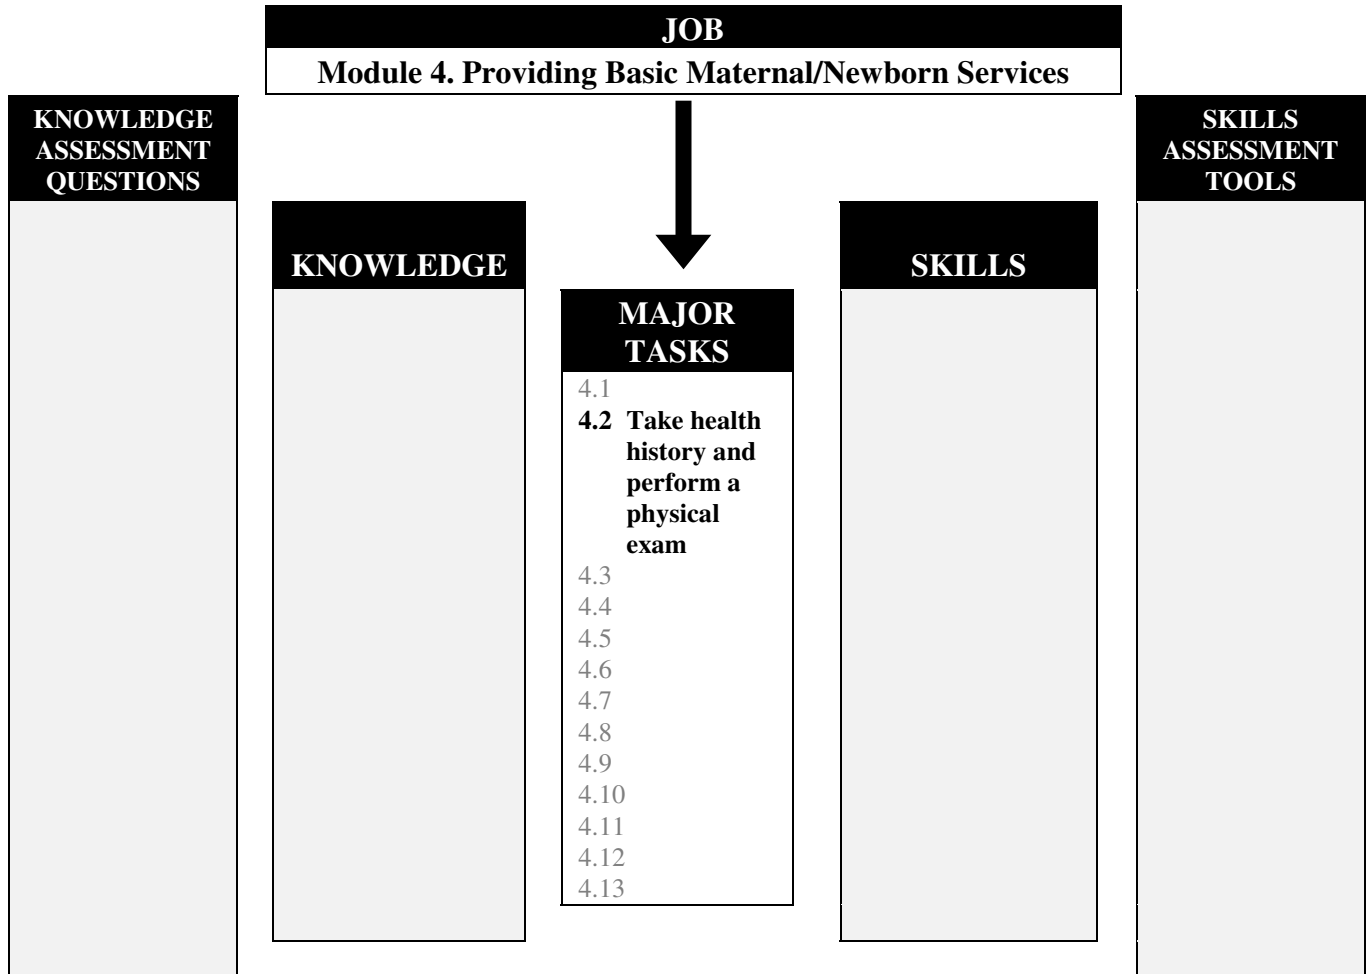 JOB
Module 4. Providing Basic Maternal/Newborn Services
KNOWLEDGE
ASSESSMENT
QUESTIONS
SKILLS
ASSESSMENT
TOOLS
KNOWLEDGE
SKILLS
MAJOR
TASKS
4.1
4.2 Take health
history and
perform a
physical
exam
4.3
4.4
4.5
4.6
4.7
4.8
4.9
4.10
4.11
4.12
4.13